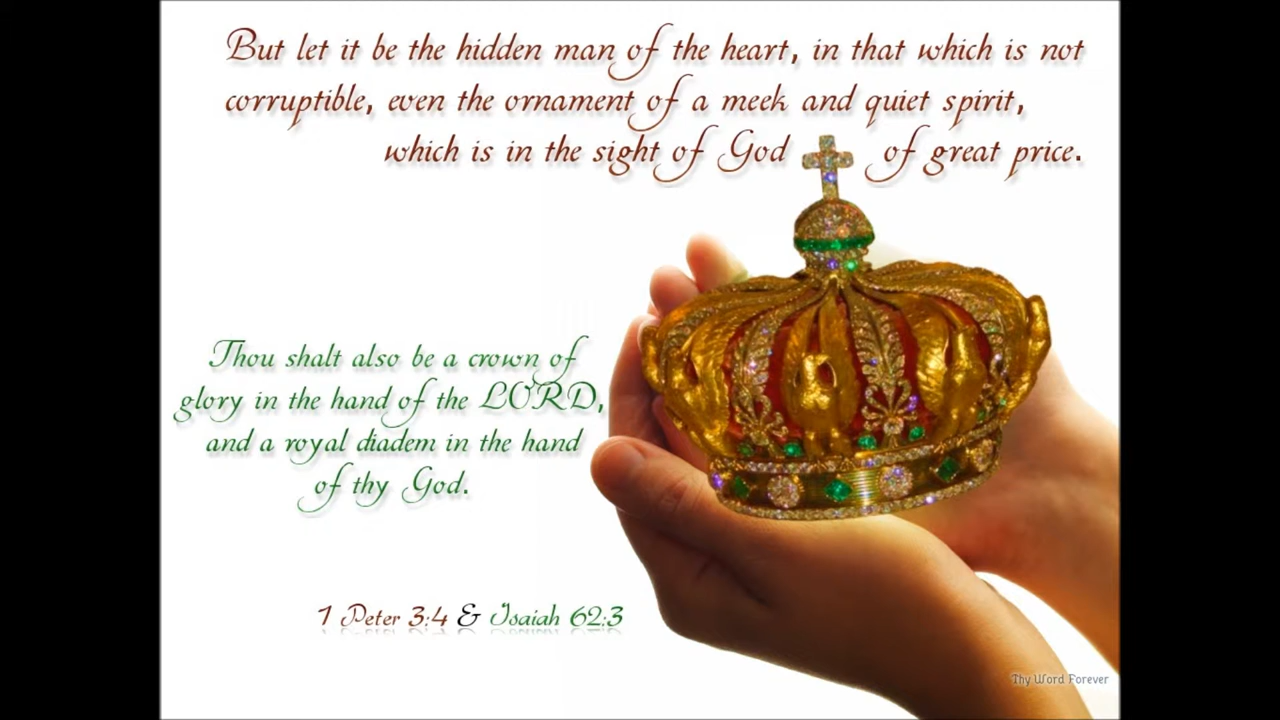 But let it be the hidden man of the heart, in that which is not
corruptible, even the ornament of a meek and quiet spirit,
which is in the sight of God of great price.
Thou shalt also be a crown of
glory in the hand of the LORD,
and a royal diadem in the hand
of thy God.
1 Peter 3:4 & Isaiah 62:3
Thy Word Forever